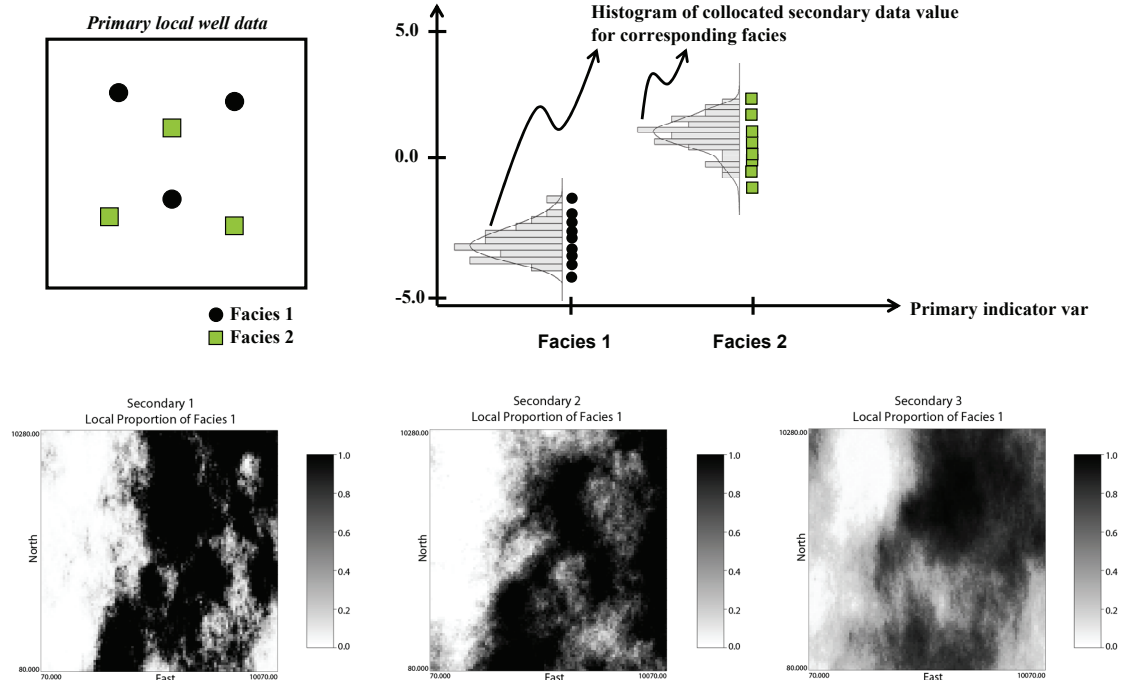 Primary local well data
Facies 1
Facies 2
Histogram of collocated secondary data value
for corresponding facies
5.0
0.0
-5.0
Primary indicator var
Facies 1
Facies 2
Secondary 1
Local Proportion of Facies 1
10280.00
North
80.000
70.000
East
10070.00
1.0
0.8
0.6
0.4
0.2
0.0
Secondary 2
Local Proportion of Facies 1
10280.00
North
80.000
70.000
East
10070.00
1.0
0.8
0.6
0.4
0.2
0.0
Secondary 3
Local Proportion of Facies 1
10280.00
North
80.000
70.000
East
10070.00
1.0
0.8
0.6
0.4
0.2
0.0